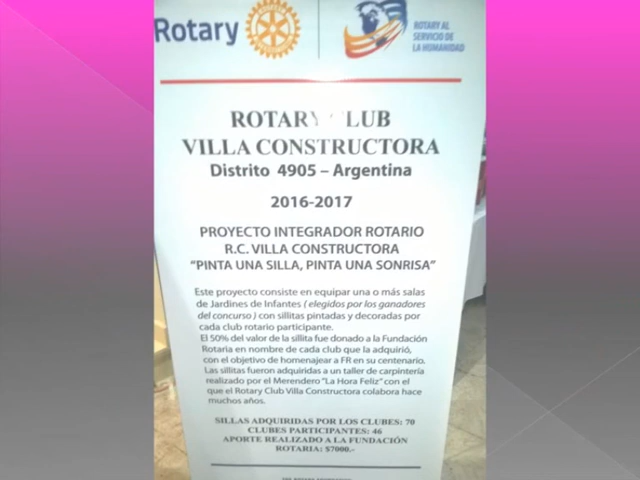 Rotary
ROTARY AL
SERVICIO DE
LA HUMANIDAD
ROTARY CLUB
VILLA CONSTRUCTORA
Distrito 4905 – Argentina
2016-2017
PROYECTO INTEGRADOR ROTARIO
R.C. VILLA CONSTRUCTORA
“PINTA UNA SILLA, PINTA UNA SONRISA”
Este proyecto consiste en equipar una o más salas
de Jardines de Infantes ( elegidos por los ganadores
del concurso ) con sillitas pintadas y decoradas por
cada club rotario participante.
El 50% del valor de la sillita fue donado a la Fundación
Rotaria en nombre de cada club que la adquirió,
con el objetivo de homenajear a FR en su centenario.
Las sillitas fueron adquiridas a un taller de carpintería
realizado por el Merendero “La Hora Feliz” con el
que el Rotary Club Villa Constructora colabora hace
muchos años.
SILLAS ADQUIRIDAS POR LOS CLUBES: 70
CLUBES PARTICIPANTES: 46
APORTE REALIZADO A LA FUNDACIÓN
ROTARIA: $7000.-